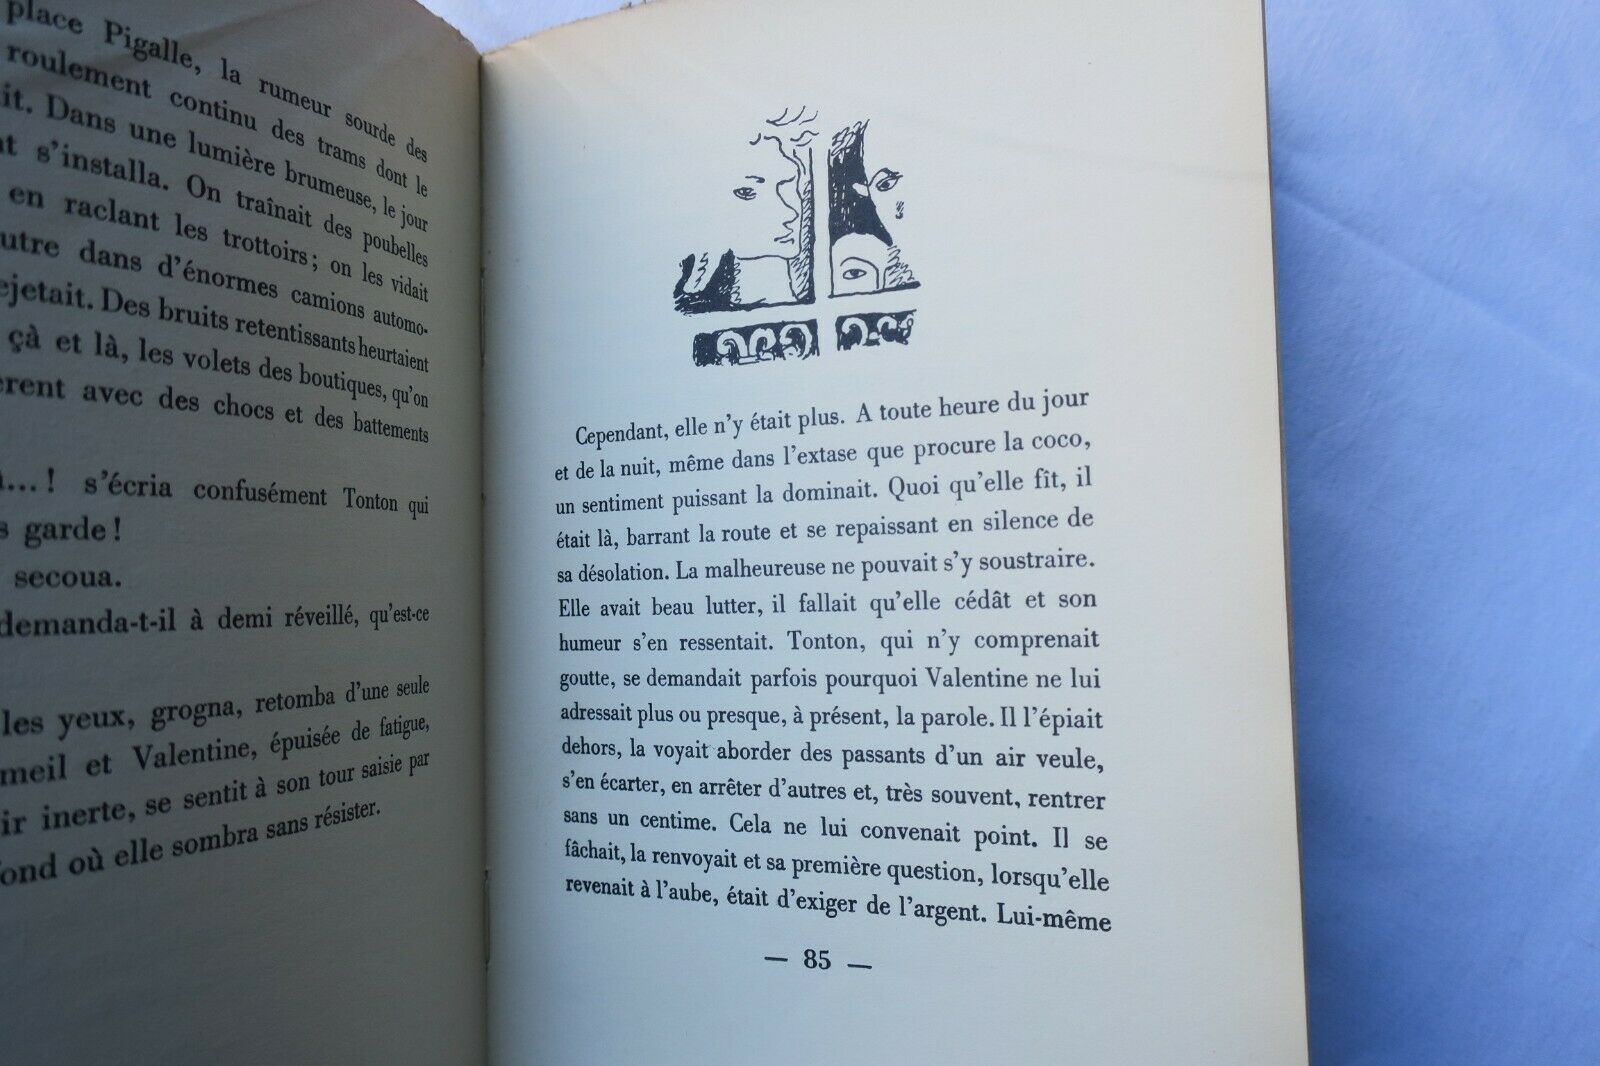 place Pigalle, la rumeur sourde des
roulement continu des trams dont le
it. Dans une lumière brumeuse, le jour
t s'installa. On traînait des poubelles
en raclant les trottoirs; on les vidait
utre dans d'énormes camions automo-
ejetait. Des bruits retentissants heurtaient
çà et là, les volets des boutiques, qu'on
rent avec des chocs et des battements
...! s'écria confusément Tonton qui
s garde!
secoua.
demanda-t-il à demi réveillé, qu'est-ce
les yeux, grogna, retomba d'une seule
meil et Valentine, épuisée de fatigue,
ir inerte, se sentit à son tour saisie par
fond où elle sombra sans résister.
Cependant, elle n'y était plus. A toute heure du jour
et de la nuit, même dans l'extase que procure la coco,
un sentiment puissant la dominait. Quoi qu'elle fît, il
était là, barrant la route et se repaissant en silence de
sa désolation. La malheureuse ne pouvait s'y soustraire.
Elle avait beau lutter, il fallait qu'elle cédât et son
humeur s'en ressentait. Tonton, qui n'y comprenait
goutte, se demandait parfois pourquoi Valentine ne lui
adressait plus ou presque, à présent, la parole. Il l'épiait
dehors, la voyait aborder des passants d'un air veule,
s'en écarter, en arrêter d'autres et, très souvent, rentrer
sans un centime. Cela ne lui convenait point. Il se
fâchait, la renvoyait et sa première question, lorsqu'elle
revenait à l'aube, était d'exiger de l'argent. Lui-même
— 85 —